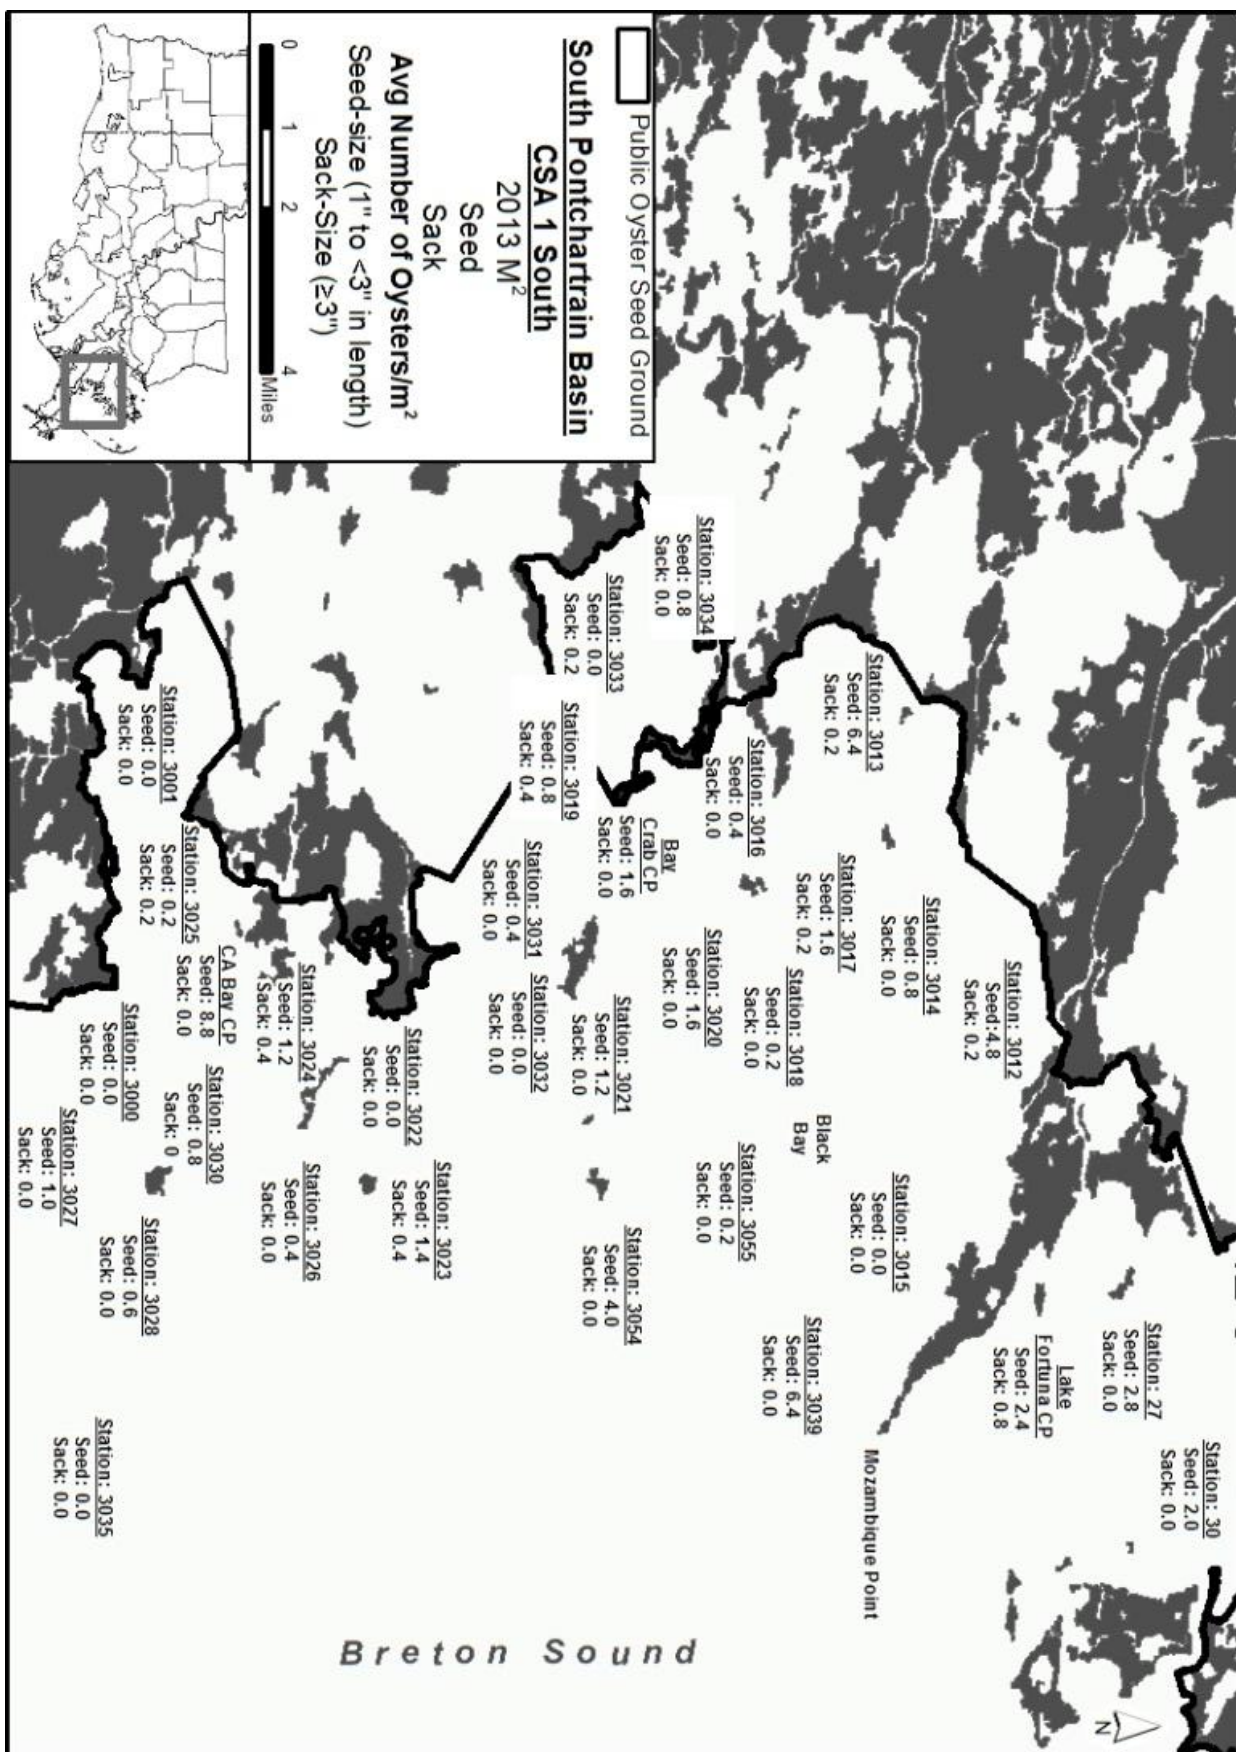 Public Oyster Seed Ground
South Pontchartrain Basin
CSA 1 South
2013 M²
Seed
Sack
Avg Number of Oysters/m²
Seed-size (1" to <3" in length)
Sack-Size (≥3")
0 1 2 4
Miles
Station: 30
Seed: 2.0
Sack: 0.0
Station: 27
Seed: 2.8
Sack: 0.0
Lake
Fortuna CP
Seed: 2.4
Sack: 0.8
Station: 3012
Seed:4.8
Sack: 0.2
Station: 3014
Seed: 0.8
Sack: 0.0
Station: 3015
Seed: 0.0
Sack: 0.0
Mozambique Point
Station: 3013
Seed: 6.4
Sack: 0.2
Station: 3017
Seed: 1.6
Sack: 0.2
Black
Bay
Station: 3039
Seed: 6.4
Sack: 0.0
Station: 3018
Seed: 0.2
Sack: 0.0
Station: 3016
Seed: 0.4
Sack: 0.0
Station: 3055
Seed: 0.2
Sack: 0.0
Station: 3034
Seed: 0.8
Sack: 0.0
Station: 3020
Seed: 1.6
Sack: 0.0
Bay
Crab CP
Seed: 1.6
Sack: 0.0
Station: 3054
Seed: 4.0
Sack: 0.0
Station: 3033
Seed: 0.0
Sack: 0.2
Station: 3021
Seed: 1.2
Sack: 0.0
Station: 3019
Seed: 0.8
Sack: 0.4
Station: 3031
Seed: 0.4
Sack: 0.0
Station: 3032
Seed: 0.0
Sack: 0.0
Station: 3023
Seed: 1.4
Sack: 0.4
Station: 3022
Seed: 0.0
Sack: 0.0
Station: 3024
Seed: 1.2
Sack: 0.4
Station: 3026
Seed: 0.4
Sack: 0.0
CA Bay CP
Seed: 8.8
Sack: 0.0
Station: 3030
Seed: 0.8
Sack: 0
Station: 3025
Seed: 0.2
Sack: 0.2
Station: 3001
Seed: 0.0
Sack: 0.0
Station: 3028
Seed: 0.6
Sack: 0.0
Station: 3000
Seed: 0.0
Sack: 0.0
Station: 3035
Seed: 0.0
Sack: 0.0
Station: 3027
Seed: 1.0
Sack: 0.0
Breton Sound
N